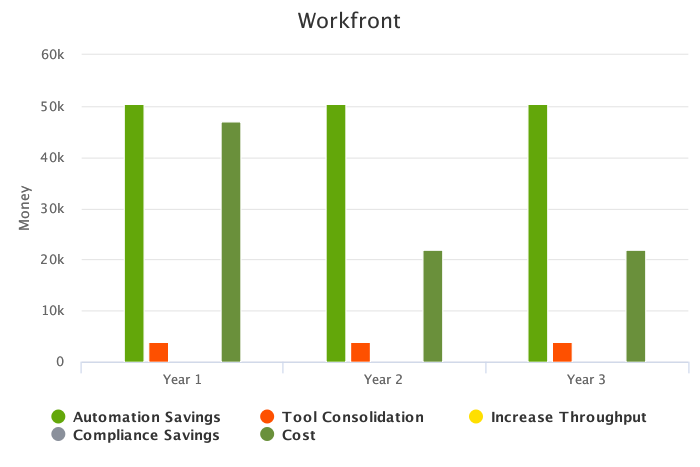 Workfront
60k
50k
40k
30k
20k
10k
0
Money
Year 1 Year 2 Year 3
Automation Savings Tool Consolidation Increase Throughput
Compliance Savings Cost